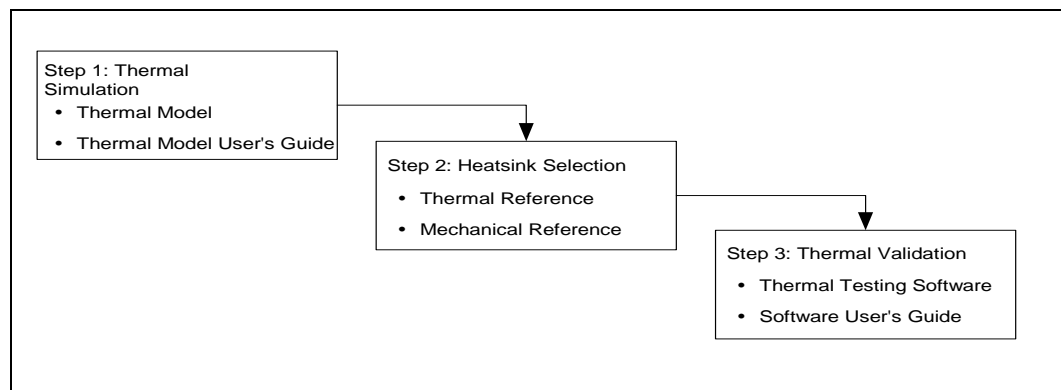 Step 1: Thermal
Simulation
• Thermal Model
• Thermal Model User's Guide
Step 2: Heatsink Selection
• Thermal Reference
• Mechanical Reference
Step 3: Thermal Validation
• Thermal Testing Software
• Software User's Guide